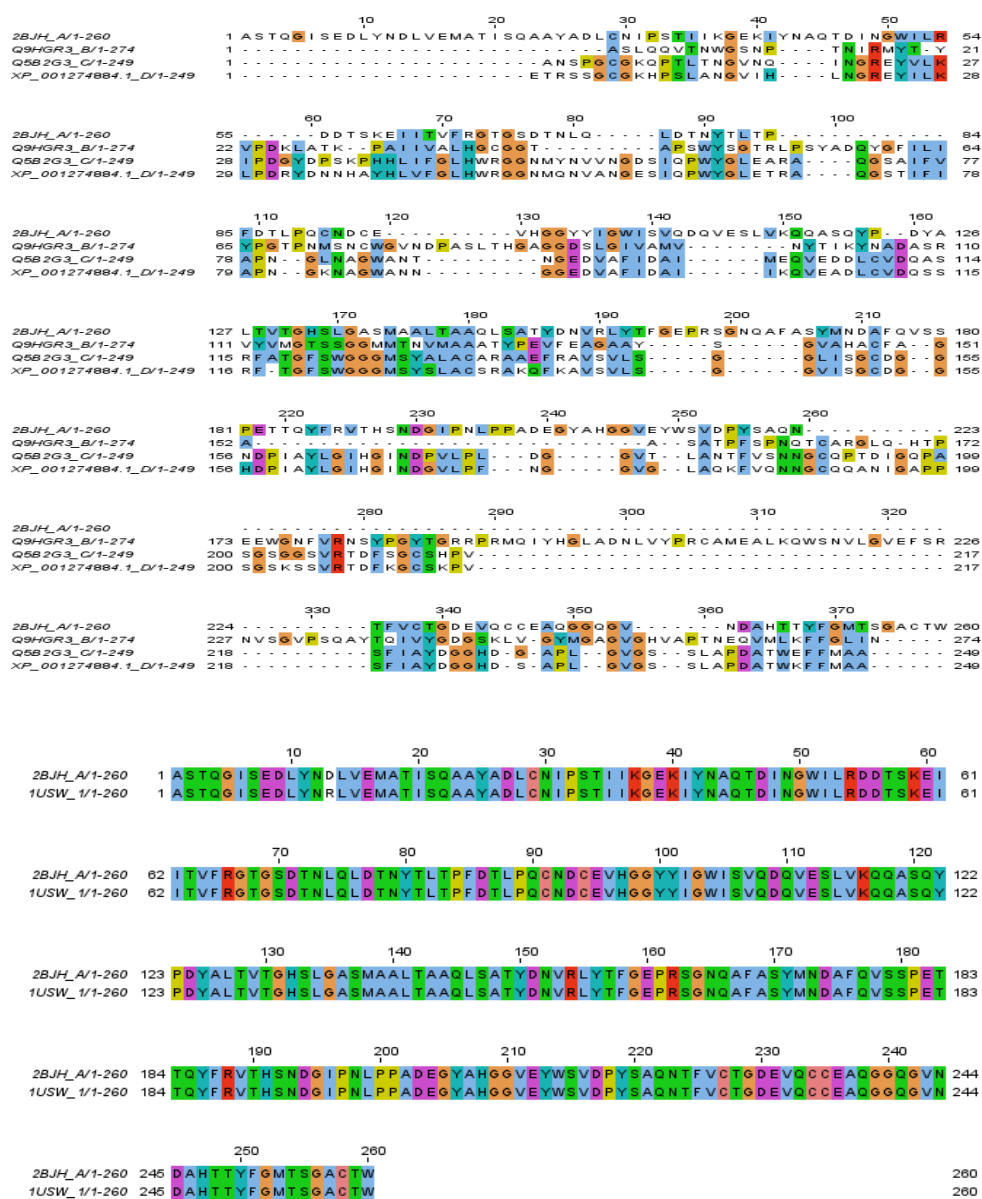 10 20 30 40 50
2BJH_A/1-260 1 ASTQGISEDLYNDLVEMATISQAAYADLCNIPSTIIKGEKIYNAQTDINGWILR 54
Q9HGR3_B/1-274 1 ----------------------------ASLQQVTNWGSNP----TNIRMYT-Y 21
Q5B2G3_C/1-249 1 -----------------------ANSPGCGKQPTLTNGVNQ----INGREYVLK 27
XP_001274884.1_D/1-249 1 ----------------------ETRSSGCGKHPSLANGVIH----LNGREYILK 28
60 70 80 90 100
2BJH_A/1-260 55 -----DDTSKEIITVFRGTGSDTNLQ------LDTNYTLTP------------- 84
Q9HGR3_B/1-274 22 VPDKLATK--PAIIVALHGCGGT---------APSWYSGTRLPSYADQYGFILI 64
Q5B2G3_C/1-249 28 IPDGYDPSKPHHLIFGLHWRGGNMYNVVNGDSIQPWYGLEARA----QGSAIFV 77
XP_001274884.1_D/1-249 29 LPDRYDNNHAYHLVFGLHWRGGNMQNVANGESIQPWYGLETRA----QGSTIFI 78
110 120 130 140 150 160
2BJH_A/1-260 85 FDTLPQCNDCE----------VHGGYYIGWISVQDQVESLVKQQASQYP--DYA 126
Q9HGR3_B/1-274 65 YPGTPNMSNCWGVNDPASLTHGAGGDSLGIVAMV--------NYTIKYNADASR 110
Q5B2G3_C/1-249 78 APN--GLNAGWANT---------NGEDVAFIDAI------MEQVEDDLCVDQAS 114
XP_001274884.1_D/1-249 79 APN--GKNAGWANN---------GGEDVAFIDAI------IKQVEADLCVDQSS 115
170 180 190 200 210
2BJH_A/1-260 127 LTVTGHSLGASMAALTAAQLSATYDNVRLYTFGEPRSGNQAFASYMNDAFQVSS 180
Q9HGR3_B/1-274 111 YVYMGTSSGGMMTNVMAAATYPEVFEAGAAY-----S------GVAHACFA--G 151
Q5B2G3_C/1-249 115 RFATGFSWGGGMSYALACARAAEFRAVSVLS-----G------GLISGCDG--G 155
XP_001274884.1_D/1-249 116 RF-TGFSWGGGMSYSLACSRAKQFKAVSVLS-----G------GVISGCDG--G 155
220 230 240 250 260
2BJH_A/1-260 181 PETTQYFRVTHSNDGIPNLPPADEGYAHGGVEYWSVDPYSAQN----------- 223
Q9HGR3_B/1-274 152 A------------------------------A--SATPFSPNQTCARGLQ-HTP 172
Q5B2G3_C/1-249 156 NDPIAYLGIHGINDPVLPL---DG-----GVT--LANTFVSNNGCQPTDIGQPA 199
XP_001274884.1_D/1-249 156 HDPIAYLGIHGINDGVLPF---NG-----GVG--LAQKFVQNNGCQQANIGAPP 199
280 290 300 310 320
2BJH_A/1-260
Q9HGR3_B/1-274 173 EEWGNFVRNSYPGYTGRRPRMQIYHGLADNLVYPRCAMEALKQWSNVLGVEFSR 226
Q5B2G3_C/1-249 200 SGSGGSVRTDFSGCSHPV------------------------------------ 217
XP_001274884.1_D/1-249 200 SGSKSSVRTDFKGCSKPV------------------------------------ 217
330 340 350 360 370
2BJH_A/1-260 224 ----------TFVCTGDEVQCCEAQGGQGV------NDAHTTYFGMTSGACTW 260
Q9HGR3_B/1-274 227 NVSGVPSQAYTQIVYGDGSKLV-GYMGAGVGHVAPTNEQVMLKFFGLIN---- 274
Q5B2G3_C/1-249 218 ----------SFIAYDGGHD-G-APL--GVGS--SLAPDATWEFFMAA----- 249
XP_001274884.1_D/1-249 218 ----------SFIAYDGGHD-S-APL--GVGS--SLAPDATWKFFMAA----- 249
10 20 30 40 50 60
2BJH_A/1-260 1 ASTQGISEDLYNDLVEMATISQAAYADLCNIPSTIIKGEKIYNAQTDINGWILRDDTSKEI 61
1USW_1/1-260 1 ASTQGISEDLYNRLVEMATISQAAYADLCNIPSTIIKGEKIYNAQTDINGWILRDDTSKEI 61
70 80 90 100 110 120
2BJH_A/1-260 62 ITVFRGTGSDTNLQLDTNYTLTPFDTLPQCNDCEVHGGYYIGWISVQDQVESLVKQQASQY 122
1USW_1/1-260 62 ITVFRGTGSDTNLQLDTNYTLTPFDTLPQCNDCEVHGGYYIGWISVQDQVESLVKQQASQY 122
130 140 150 160 170 180
2BJH_A/1-260 123 PDYALTVTGHSLGASMAALTAAQLSATYDNVRLYTFGEPRSGNQAFASYMNDAFQVSSPET 183
1USW_1/1-260 123 PDYALTVTGHSLGASMAALTAAQLSATYDNVRLYTFGEPRSGNQAFASYMNDAFQVSSPET 183
190 200 210 220 230 240
2BJH_A/1-260 184 TQYFRVTHSNDGIPNLPPADEGYAHGGVEYWSVDPYSAQNTFVCTGDEVQCCEAQGGQGVN 244
1USW_1/1-260 184 TQYFRVTHSNDGIPNLPPADEGYAHGGVEYWSVDPYSAQNTFVCTGDEVQCCEAQGGQGVN 244
250 260
2BJH_A/1-260 245 DAHTTYFGMTSGACTW 260
1USW_1/1-260 245 DAHTTYFGMTSGACTW 260